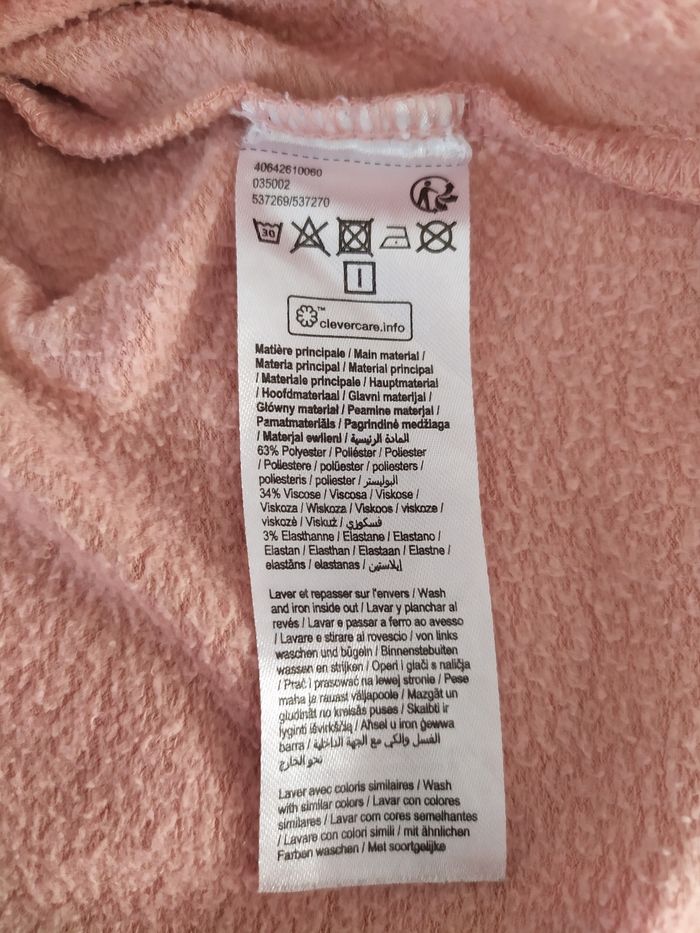 40642610060
035002
537269/537270
30
™
clevercare.info
Matière principale / Main material /
Materia principal / Material principal
/ Materiale principale / Hauptmaterial
/ Hoofdmateriaal / Glavni materijal /
Główny materiał / Peamine materjal /
Pamatmateriāls / Pagrindinė medžiaga
/ Materjal ewlieni / المادة الرئيسية
63% Polyester / Poliéster / Poliester
/ Poliestere / polüester / poliesters /
poliesteris / poliester / البوليستر
34% Viscose / Viscosa / Viskose /
Viskoza / Wiskoza / Viskoos / viskoze /
viskozė / Viskuż / فسكوزي
3% Elasthanne / Elastane / Elastano /
Elastan / Elasthan / Elastaan / Elastne /
elastāns / elastanas / إيلاستين
Laver et repasser sur l'envers / Wash
and iron inside out / Lavar y planchar al
revés / Lavar e passar a ferro ao avesso
/ Lavare e stirare al rovescio / von links
waschen und bügeln / Binnenstebuiten
wassen en strijken / Operi i glači s naličja
/ Prać i prasować na lewej stronie / Pese
maha ja rauast väljapoole / Mazgāt un
gludināt no kreisās puses / Skalbti ir
lyginti išvirkščią / Aħsel u iron ġewwa
barra / الغسل والكي مع الجهة الداخلية
نحو الخارج
Laver avec coloris similaires / Wash
with similar colors / Lavar con colores
similares / Lavar com cores semelhantes
/ Lavare con colori simili / mit ähnlichen
Farben waschen / Met soortgelijke